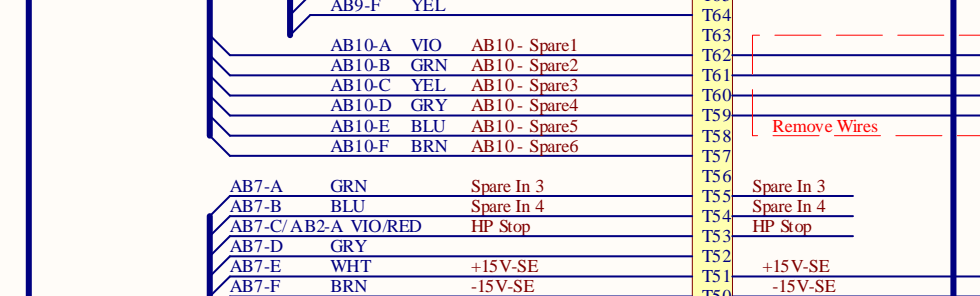 AB9-F YEL
T64
T63
AB10-A VIO AB10 - Spare1 T62
AB10-B GRN AB10 - Spare2 T61
AB10-C YEL AB10 - Spare3 T60
AB10-D GRY AB10 - Spare4 T59
AB10-E BLU AB10 - Spare5 T58 Remove Wires
AB10-F BRN AB10 - Spare6 T57
T56
AB7-A GRN Spare In 3 T55 Spare In 3
AB7-B BLU Spare In 4 T54 Spare In 4
AB7-C/ AB2-A VIO/RED HP Stop T53 HP Stop
AB7-D GRY T52
AB7-E WHT +15V-SE T51 +15V-SE
AB7-F BRN -15V-SE T50 -15V-SE